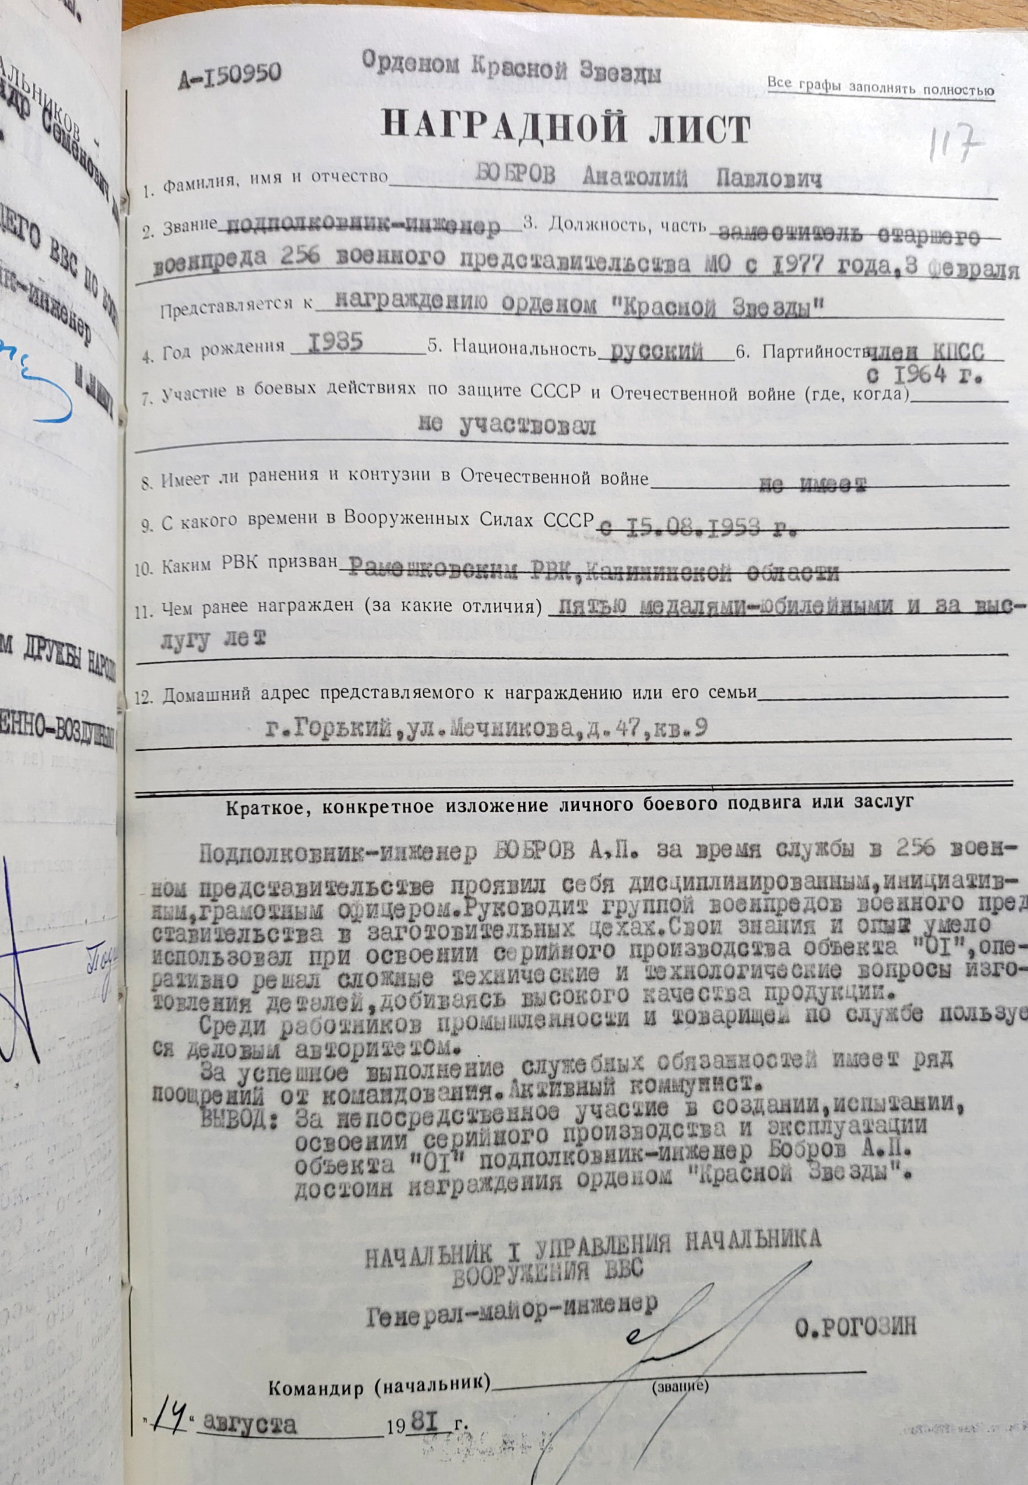 А-I50950
Орденом Красной Звезды
Все графы заполнять полностью
НАГРАДНОЙ ЛИСТ
117
1. Фамилия, имя и отчество БОБРОВ Анатолий Павлович
2. Звание подполковник-инженер 3. Должность, часть заместитель старшего
военпреда 256 военного представительства МО с I977 года,3 февраля
Представляется к награждению орденом "Красной Звезды"
4. Год рождения I935 5. Национальность русский 6. Партийность член КПСС
с I964 г.
7. Участие в боевых действиях по защите СССР и Отечественной войне (где, когда)
не участвовал
8. Имеет ли ранения и контузии в Отечественной войне не имеет
9. С какого времени в Вооруженных Силах СССР с I5.08.I953 г.
10. Каким РВК призван Рамешковским РВК,Калининской области
11. Чем ранее награжден (за какие отличия) пятью медалями-юбилейными и за выс-
лугу лет
12. Домашний адрес представляемого к награждению или его семьи
г.Горький,ул.Мечникова,д.47,кв.9
Краткое, конкретное изложение личного боевого подвига или заслуг
Подполковник-инженер БОБРОВ А.П. за время службы в 256 воен-
ном представительстве проявил себя дисциплинированным,инициатив-
ным,грамотным офицером.Руководит группой военпредов военного пред
ставительства в заготовительных цехах.Свои знания и опыт умело
использовал при освоении серийного производства объекта "OI",опе-
ративно решал сложные технические и технологические вопросы изго-
товления деталей,добиваясь высокого качества продукции.
Среди работников промышленности и товарищей по службе пользуе
ся деловым авторитетом.
За успешное выполнение служебных обязанностей имеет ряд
поощрений от командования.Активный коммунист.
ВЫВОД: За непосредственное участие в создании,испытании,
освоении серийного производства и эксплуатации
объекта "OI" подполковник-инженер Бобров А.П.
достоин награждения орденом "Красной Звезды".
НАЧАЛЬНИК I УПРАВЛЕНИЯ НАЧАЛЬНИКА
ВООРУЖЕНИЯ ВВС
Генерал-майор-инженер
О.РОГОЗИН
Командир (начальник)
(звание)
"14" августа 1981 г.